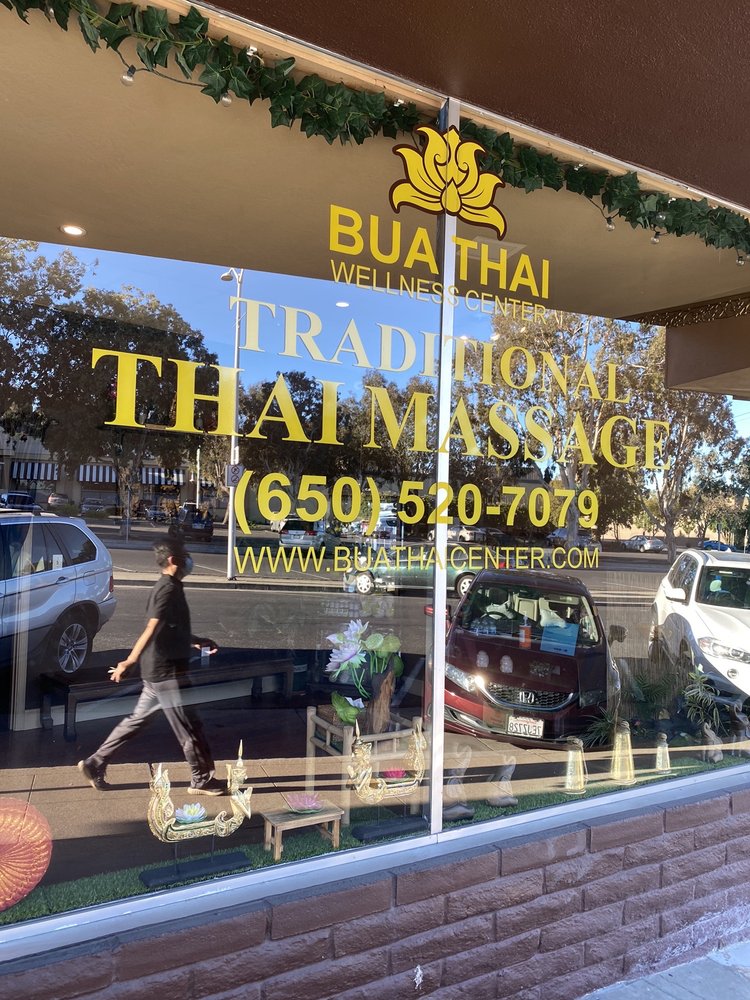 BUA THAI
WELLNESS CENTER
TRADITIONAL
THAI MASSAGE
(650) 520-7079
WWW.BUATHAICENTER.COM